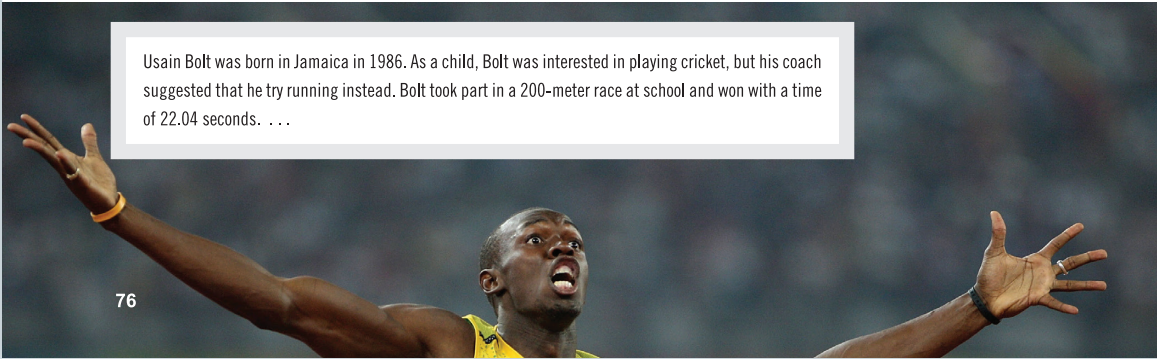 Usain Bolt was born in Jamaica in 1986. As a child, Bolt was interested in playing cricket, but his coach
suggested that he try running instead. Bolt took part in a 200-meter race at school and won with a time
of 22.04 seconds. . . . .
76